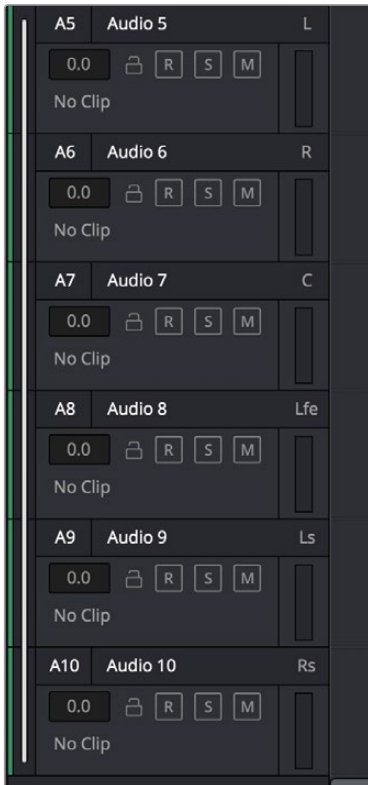 A5 Audio 5 L
0.0 R S M
No Clip
A6 Audio 6 R
0.0 R S M
No Clip
A7 Audio 7 C
0.0 R S M
No Clip
A8 Audio 8 Lfe
0.0 R S M
No Clip
A9 Audio 9 Ls
0.0 R S M
No Clip
A10 Audio 10 Rs
0.0 R S M
No Clip